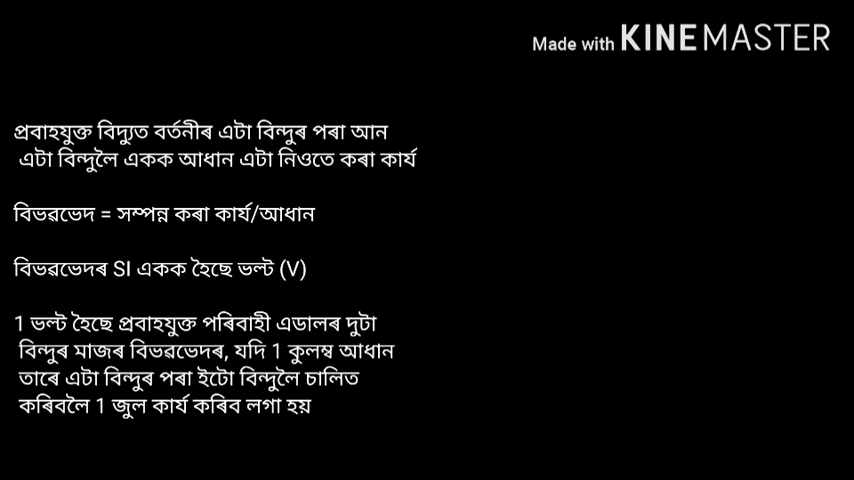 Made with KINEMASTER
প্ৰবাহযুক্ত বিদ্যুত বৰ্তনীৰ এটা বিন্দুৰ পৰা আন
এটা বিন্দুলৈ একক আধান এটা নিওতে কৰা কাৰ্য
বিভৱভেদ = সম্পন্ন কৰা কাৰ্য/আধান
বিভৱভেদৰ SI একক হৈছে ভল্ট (V)
1 ভল্ট হৈছে প্ৰবাহযুক্ত পৰিবাহী এডালৰ দুটা
বিন্দুৰ মাজৰ বিভৱভেদৰ, যদি 1 কুলম্ব আধান
তাৰে এটা বিন্দুৰ পৰা ইটো বিন্দুলৈ চালিত
কৰিবলৈ 1 জুল কাৰ্য কৰিব লগা হয়